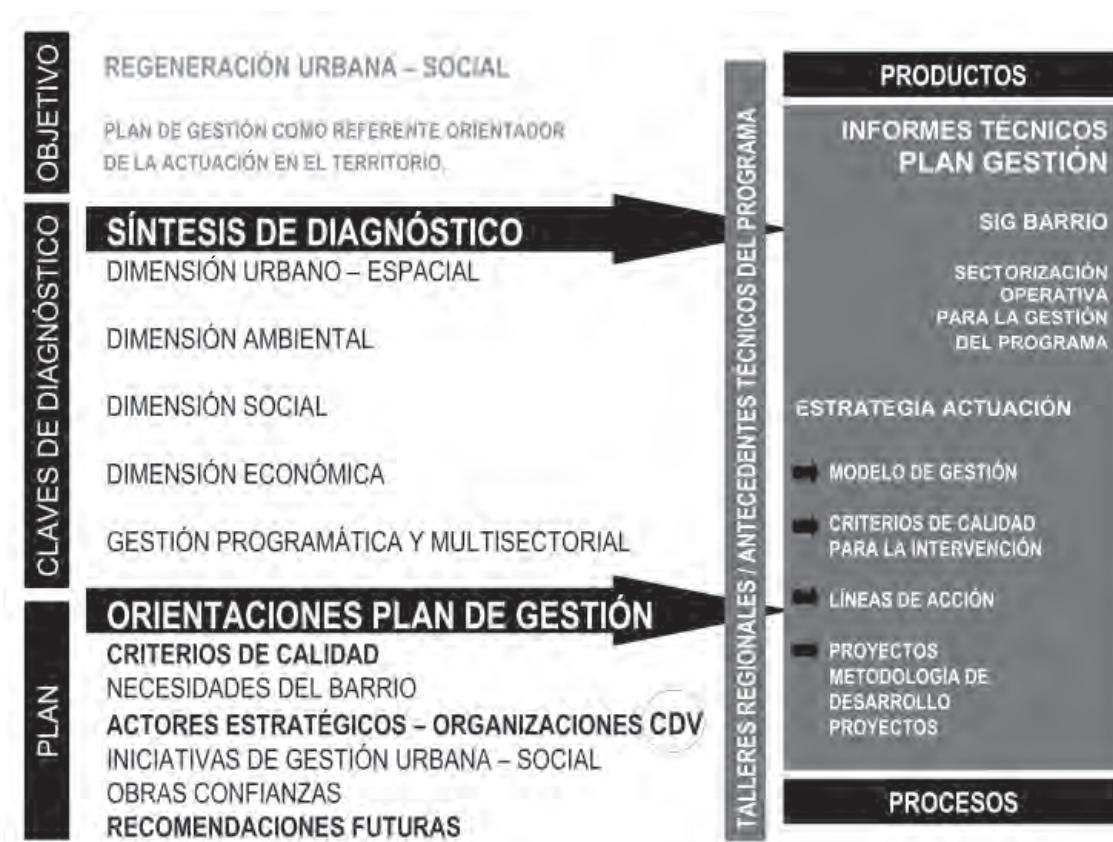 OBJETIVO
REGENERACIÓN URBANA – SOCIAL
PLAN DE GESTIÓN COMO REFERENTE ORIENTADOR
DE LA ACTUACIÓN EN EL TERRITORIO.
CLAVES DE DIAGNÓSTICO
SÍNTESIS DE DIAGNÓSTICO
DIMENSIÓN URBANO – ESPACIAL
DIMENSIÓN AMBIENTAL
DIMENSIÓN SOCIAL
DIMENSIÓN ECONÓMICA
GESTIÓN PROGRAMÁTICA Y MULTISECTORIAL
PLAN
ORIENTACIONES PLAN DE GESTIÓN
CRITERIOS DE CALIDAD
NECESIDADES DEL BARRIO
ACTORES ESTRATÉGICOS – ORGANIZACIONES CDV
INICIATIVAS DE GESTIÓN URBANA – SOCIAL
OBRAS CONFIANZAS
RECOMENDACIONES FUTURAS
TALLERES REGIONALES / ANTECEDENTES TÉCNICOS DEL PROGRAMA
PRODUCTOS
INFORMES TÉCNICOS
PLAN GESTIÓN
SIG BARRIO
SECTORIZACIÓN
OPERATIVA
PARA LA GESTIÓN
DEL PROGRAMA
ESTRATEGIA ACTUACIÓN
MODELO DE GESTIÓN
CRITERIOS DE CALIDAD
PARA LA INTERVENCIÓN
LÍNEAS DE ACCIÓN
PROYECTOS
METODOLOGÍA DE
DESARROLLO
PROYECTOS
PROCESOS